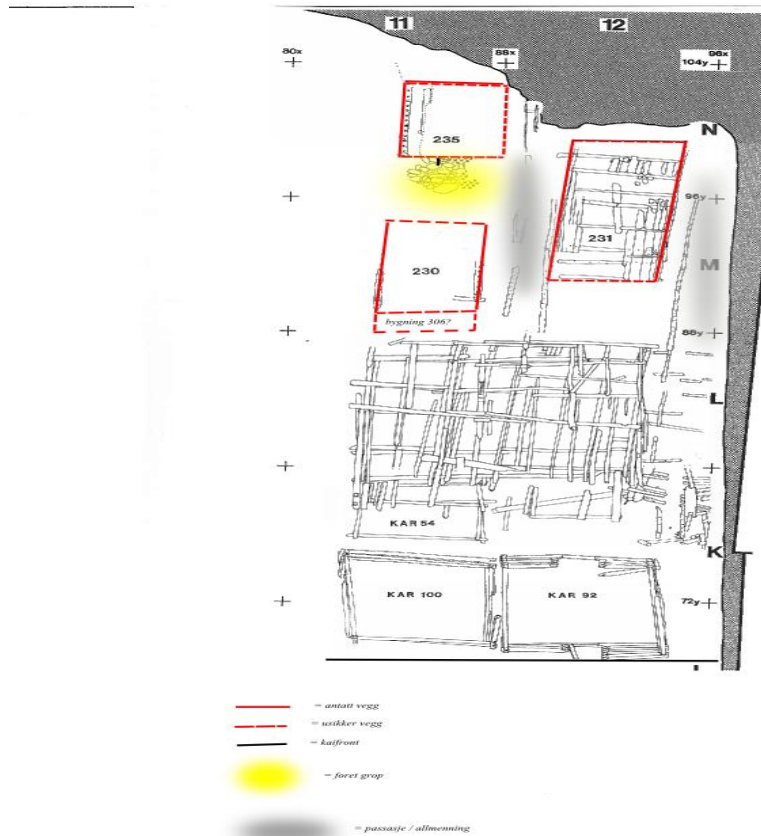 11 12
80x 88x 96x
104y
N
235
96y
231
M
230
bygning 306?
88y
L
KAR 54
K
KAR 100 KAR 92
72y
= antatt vegg
= usikker vegg
= kaifront
= foret grop
= passasje / allmenning